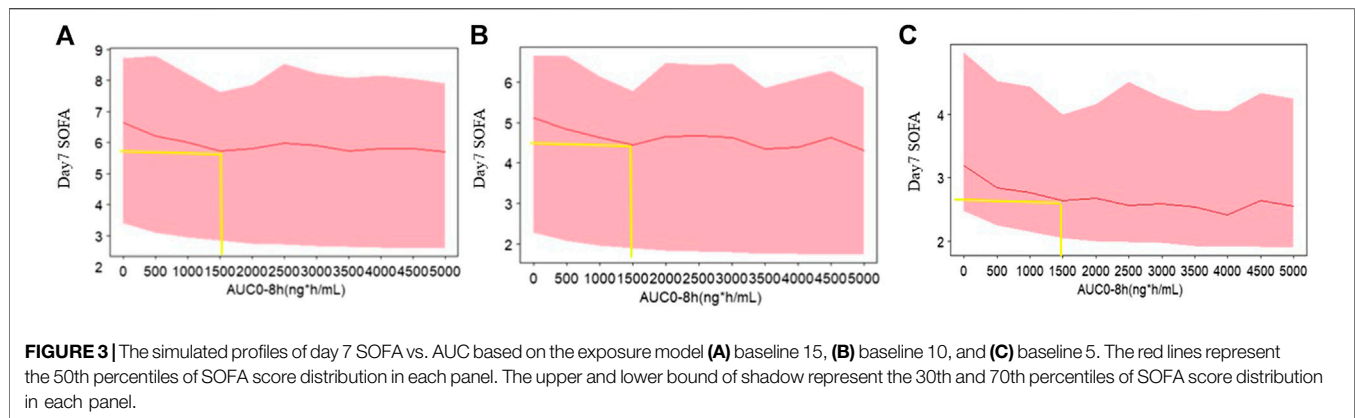 A
B
C
9
8
7
6
5
4
3
2
Day7 SOFA
0 500 1000 1500 2000 2500 3000 3500 4000 4500 5000
AUC0-8h(ng*h/mL)
6
5
4
3
2
Day7 SOFA
0 500 1000 1500 2000 2500 3000 3500 4000 4500 5000
AUC0-8h(ng*h/mL)
4
3
2
Day7 SOFA
0 500 1000 1500 2000 2500 3000 3500 4000 4500 5000
AUC0-8h(ng*h/mL)
FIGURE 3 | The simulated profiles of day 7 SOFA vs. AUC based on the exposure model (A) baseline 15, (B) baseline 10, and (C) baseline 5. The red lines represent
the 50th percentiles of SOFA score distribution in each panel. The upper and lower bound of shadow represent the 30th and 70th percentiles of SOFA score distribution
in each panel.